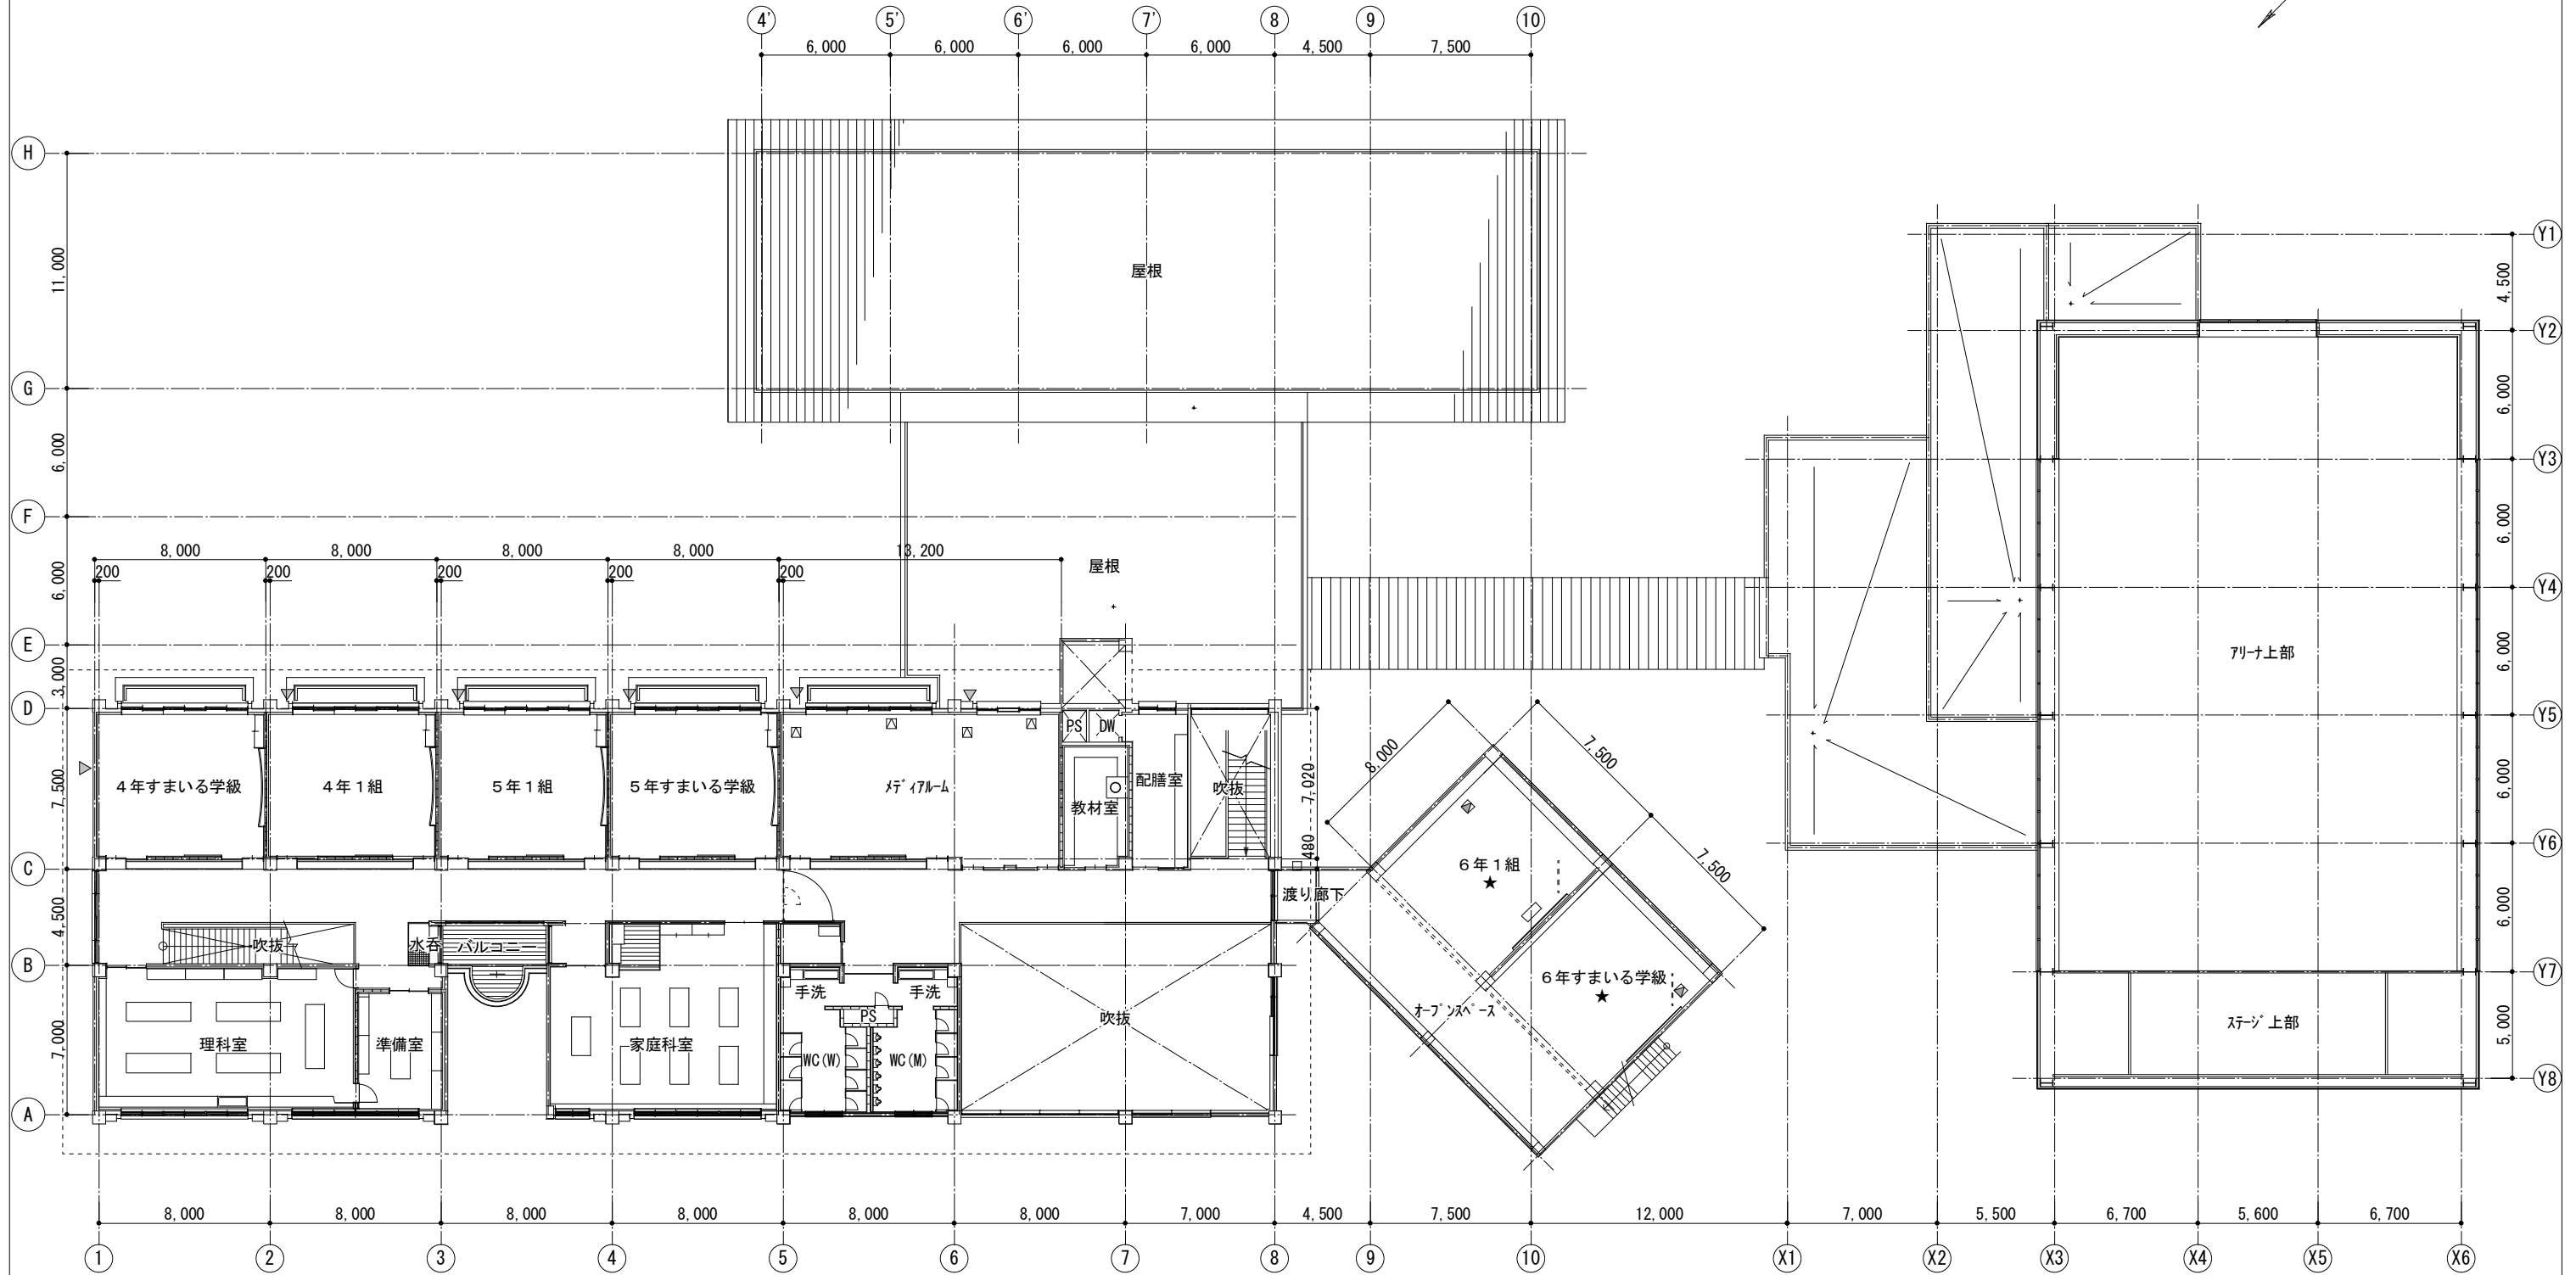 4' 5' 6' 7' 8 9 10
6,000 6,000 6,000 6,000 4,500 7,500
H
Y1
11,000
屋根
4,500
Y2
G
6,000
6,000
Y3
F
6,000
8,000 8,000 8,000 8,000 13,200
200 200 200 200 200
屋根
6,000
Y4
E
3,000
アリーナ上部
6,000
D
Y5
PS DW
8,000
7,500
7,500
4年すまいる学級 4年1組 5年1組 5年すまいる学級 メディアルーム
配膳室
教材室
吹抜
7,020
6,000
480
Y6
C
6年1組
★
7,500
渡り廊下
4,500
吹抜
水呑
バルコニー
6,000
B
Y7
手洗 手洗
6年すまいる学級
★
オープンスペース
PS
吹抜
7,000
理科室 準備室 家庭科室
WC(W) WC(M)
ステージ上部
5,000
Y8
A
8,000 8,000 8,000 8,000 8,000 8,000 7,000 4,500 7,500 12,000 7,000 5,500 6,700 5,600 6,700
1 2 3 4 5 6 7 8 9 10 X1 X2 X3 X4 X5 X6